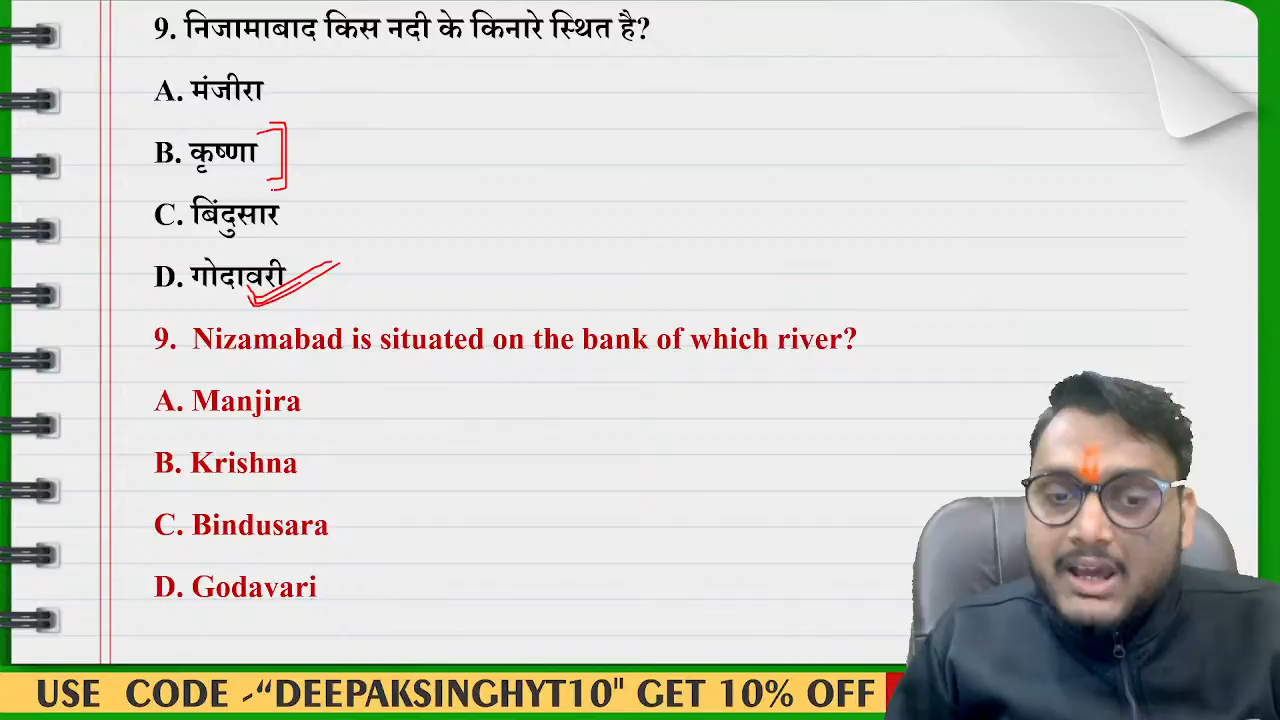 9. निजामाबाद किस नदी के किनारे स्थित है?
A. मंजीरा
B. कृष्णा
C. बिंदुसार
D. गोदावरी
9. Nizamabad is situated on the bank of which river?
A. Manjira
B. Krishna
C. Bindusara
D. Godavari
USE CODE -“DEEPAKSINGHYT10" GET 10% OFF